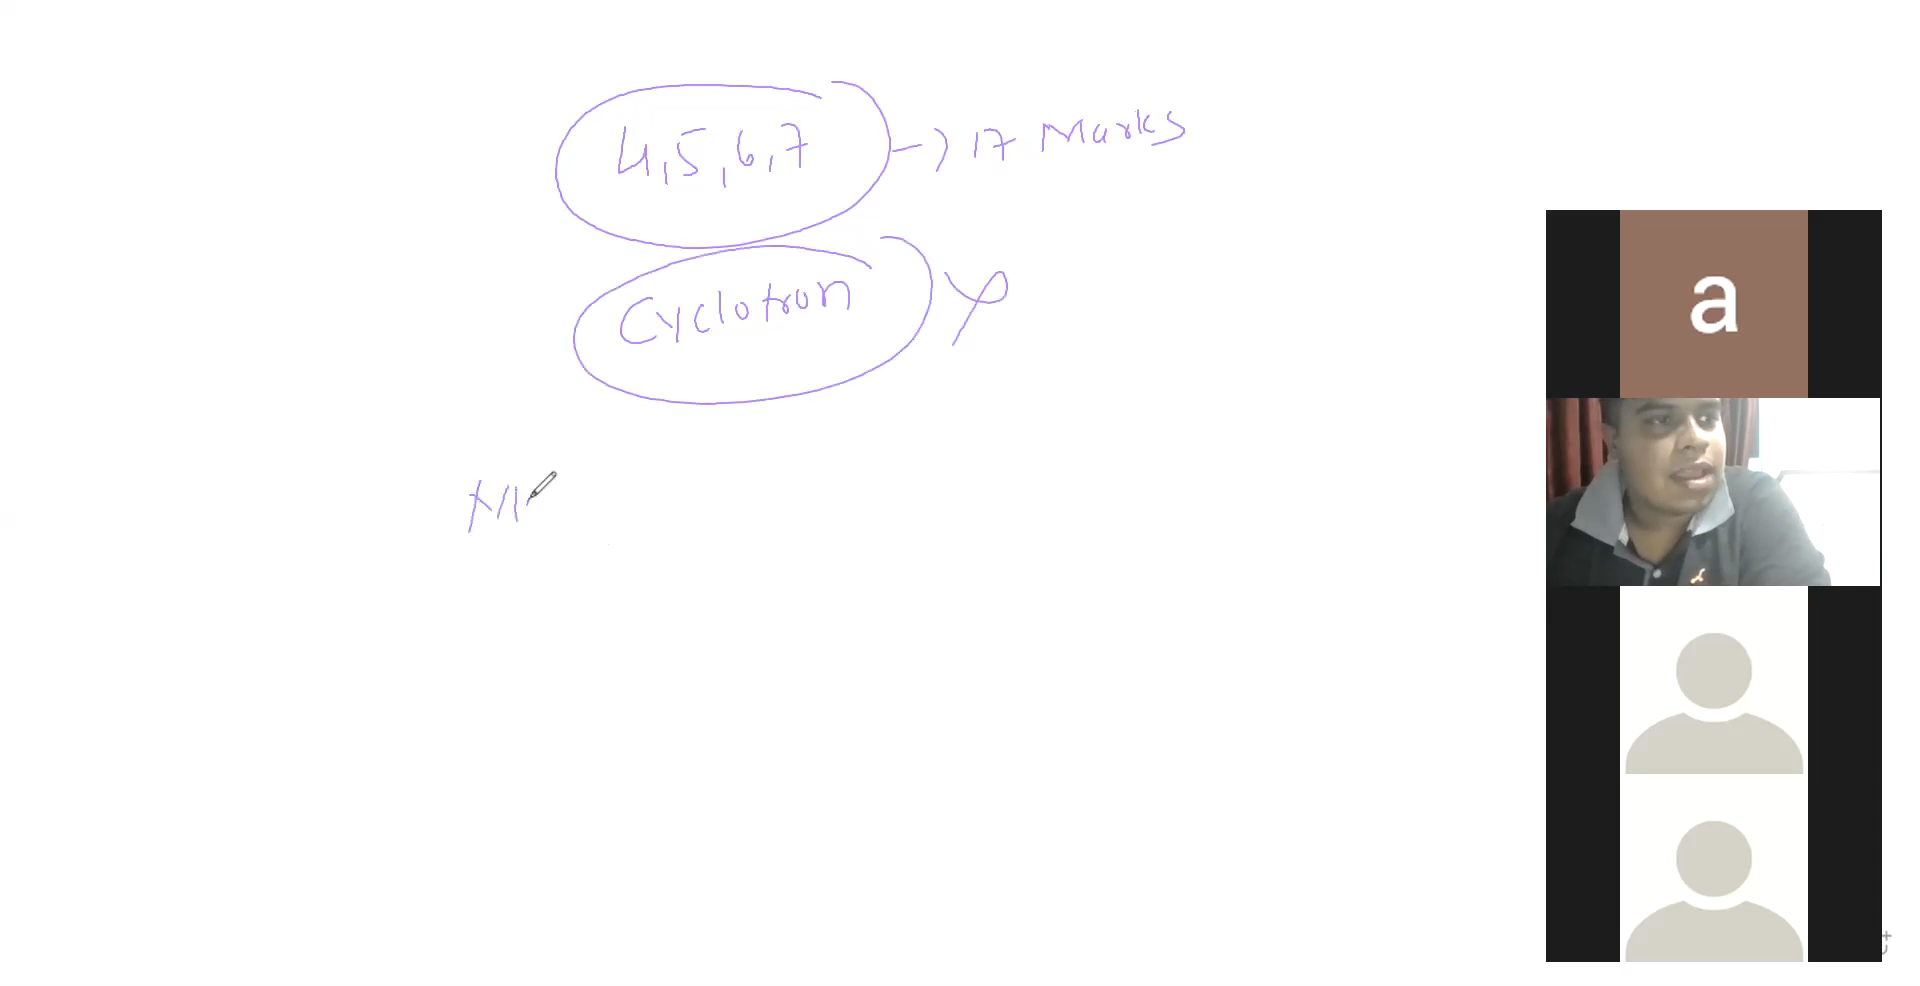 4,5,6,7 → 17 Marks
Cyclotron
a